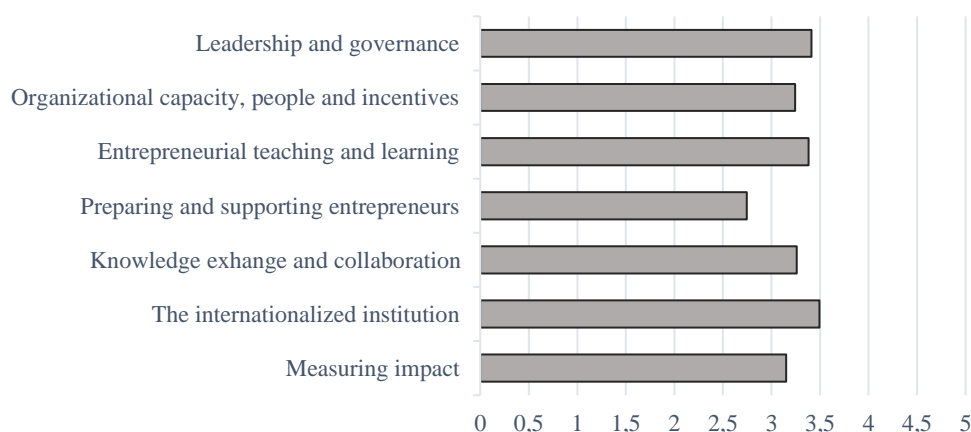 Leadership and governance
Organizational capacity, people and incentives
Entrepreneurial teaching and learning
Preparing and supporting entrepreneurs
Knowledge exhange and collaboration
The internationalized institution
Measuring impact
0 0,5 1 1,5 2 2,5 3 3,5 4 4,5 5